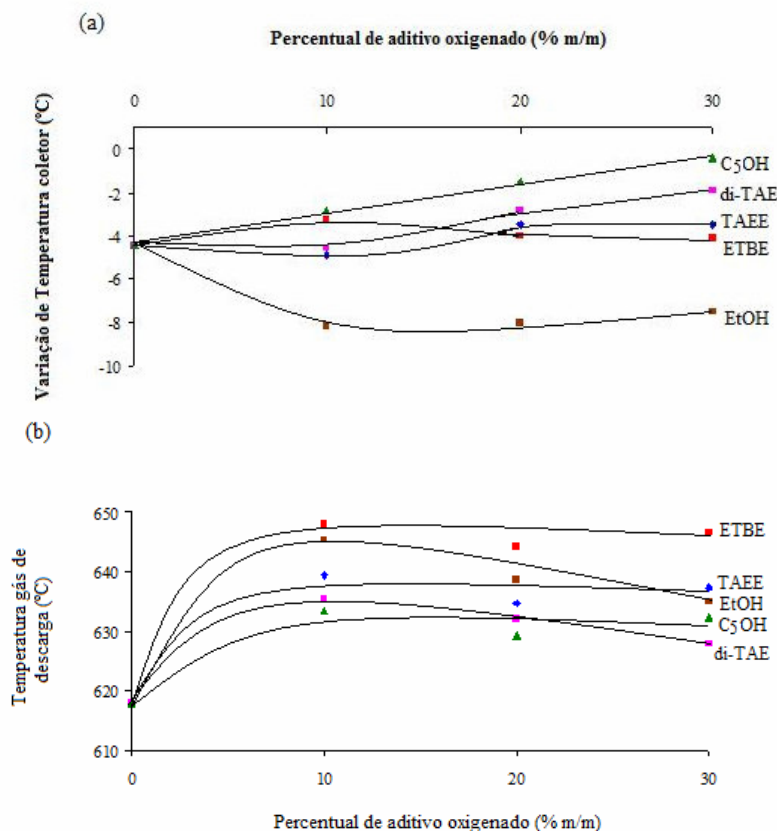 (a)
Percentual de aditivo oxigenado (% m/m)
0 10 20 30
Variação de Temperatura coletor (ºC)
0
-2
-4
-6
-8
-10
C5OH
di-TAE
TAEE
ETBE
EtOH
(b)
Temperatura gás de
descarga (ºC)
650
640
630
620
610
ETBE
TAEE
EtOH
C5OH
di-TAE
0 10 20 30
Percentual de aditivo oxigenado (% m/m)